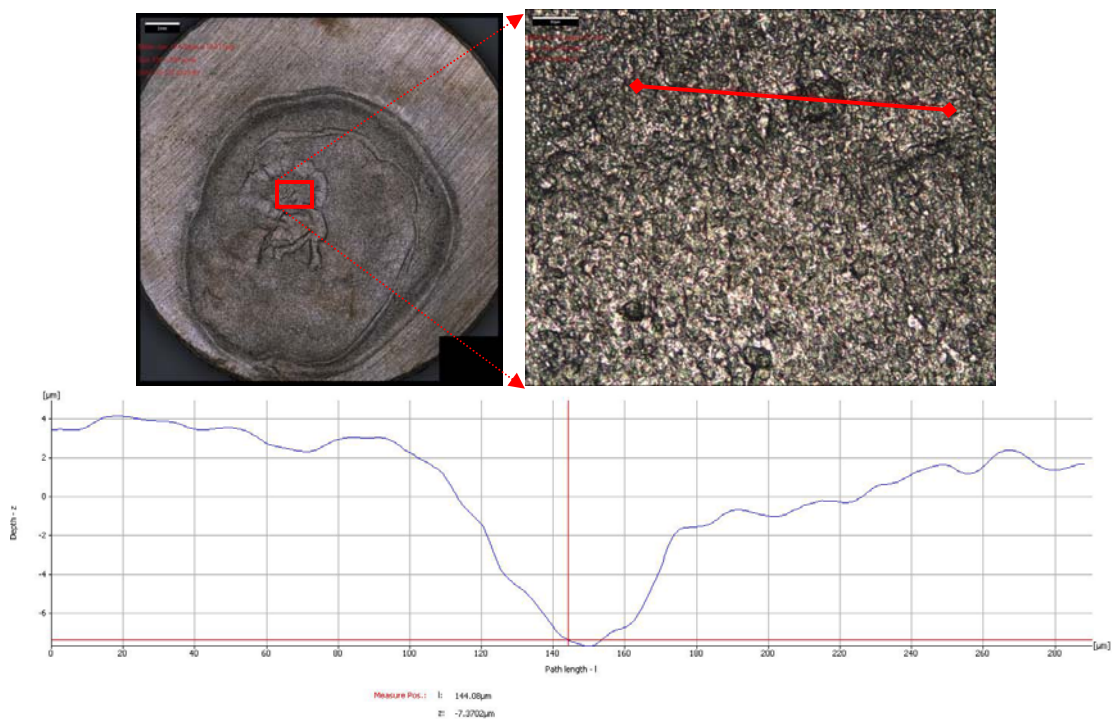 [µm]
4
2
0
-2
-4
-6
Depth - z
0 20 40 60 80 100 120 140 160 180 200 220 240 260 280
[µm]
Path length - l
Measure Pos.: l: 144.08µm
z: -7.3702µm